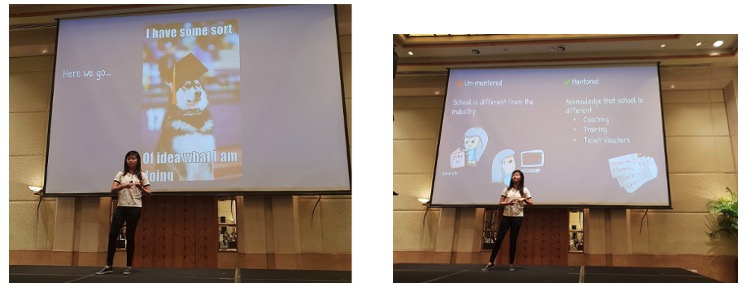 I have some sort
Here we go...
Of idea what I am
doing
Un-mentored
School is different from the
industry
✓ Mentored
Acknowledge that school is
different
• Coaching
• Training
• Ticket Vouchers